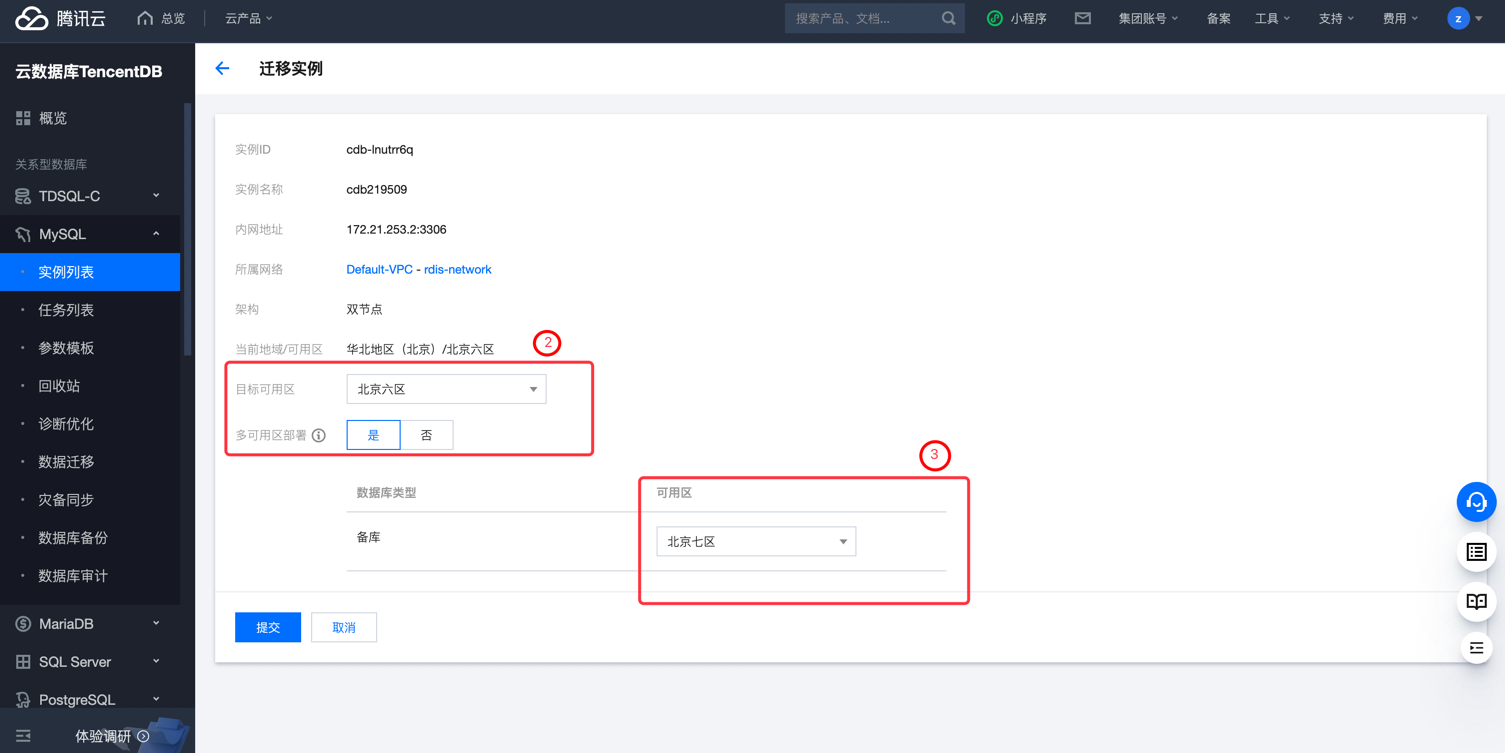 腾讯云
总览
云产品
搜索产品、文档...
小程序
集团账号
备案
工具
支持
费用
z
云数据库TencentDB
概览
关系型数据库
TDSQL-C
MySQL
实例列表
任务列表
参数模板
回收站
诊断优化
数据迁移
灾备同步
数据库备份
数据库审计
MariaDB
SQL Server
PostgreSQL
体验调研
迁移实例
实例ID cdb-lnutrr6q
实例名称 cdb219509
内网地址 172.21.253.2:3306
所属网络 Default-VPC - rdis-network
架构 双节点
当前地域/可用区 华北地区（北京）/北京六区
2
目标可用区 北京六区
多可用区部署 是 否
3
数据库类型 可用区
备库 北京七区
提交 取消